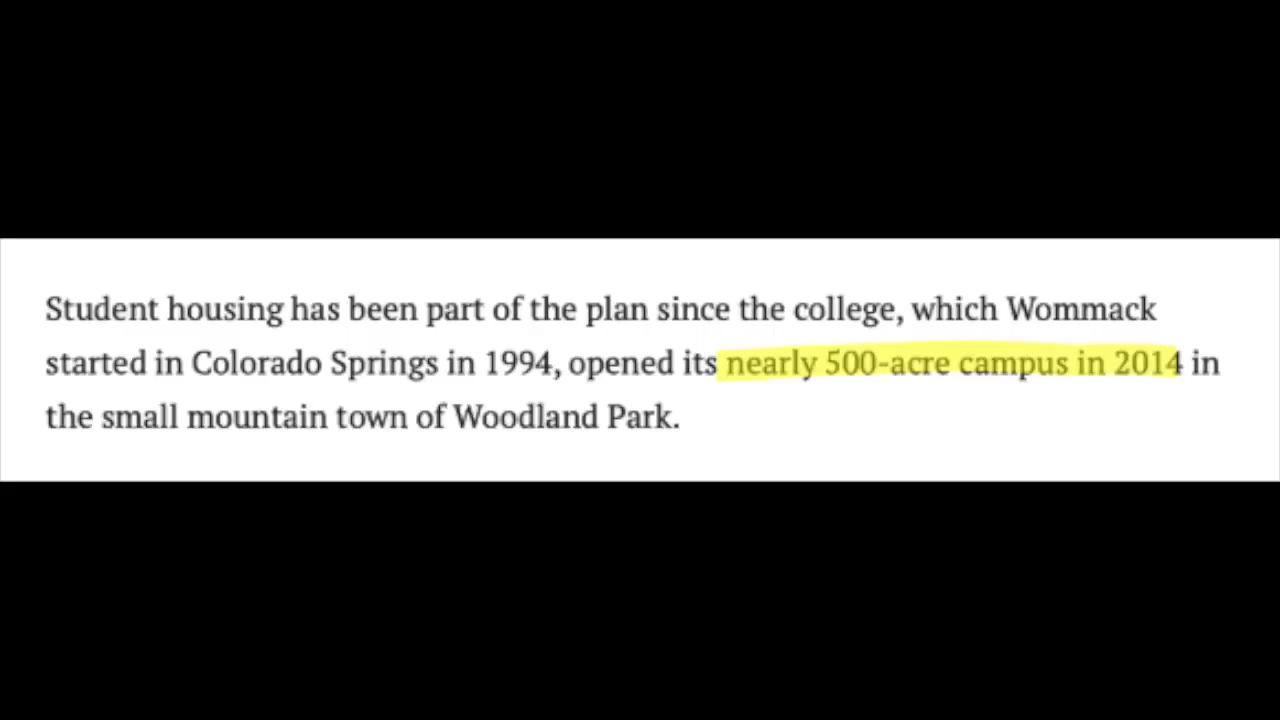 Student housing has been part of the plan since the college, which Wommack
started in Colorado Springs in 1994, opened its nearly 500-acre campus in 2014 in
the small mountain town of Woodland Park.